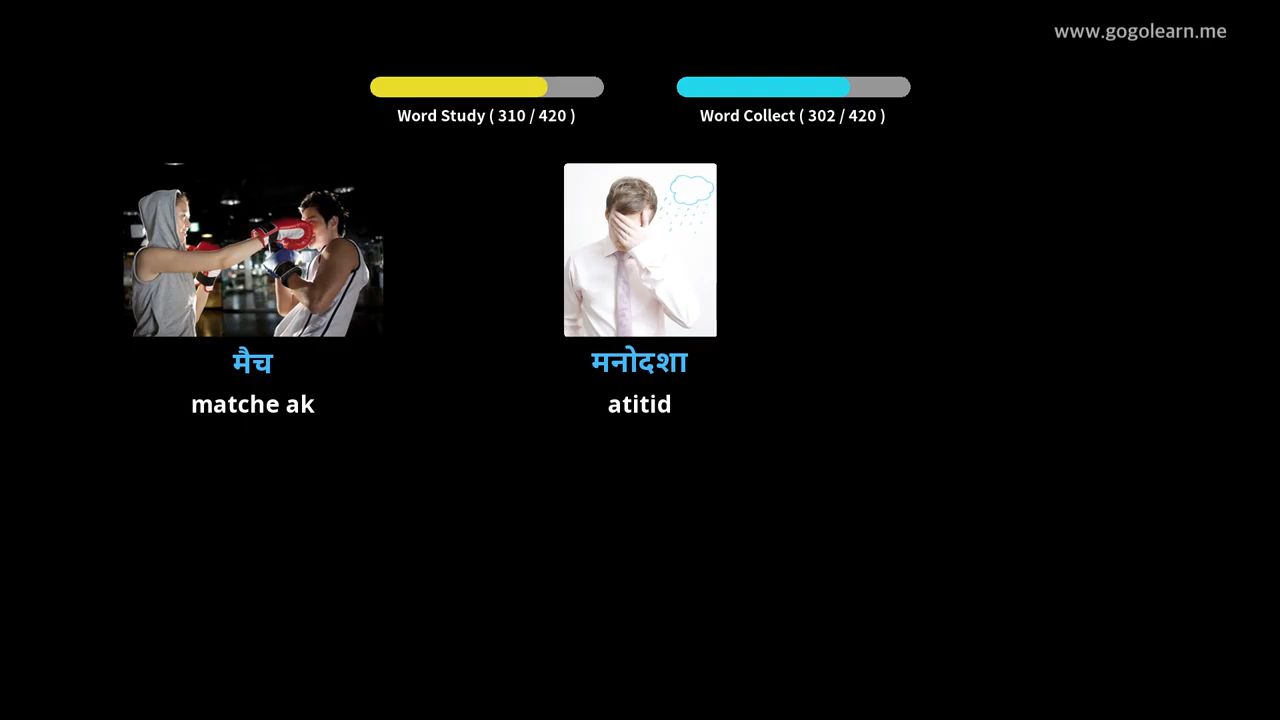 www.gogolearn.me
Word Study ( 310 / 420 )
Word Collect ( 302 / 420 )
मैच
मनोदशा
matche ak
atitid